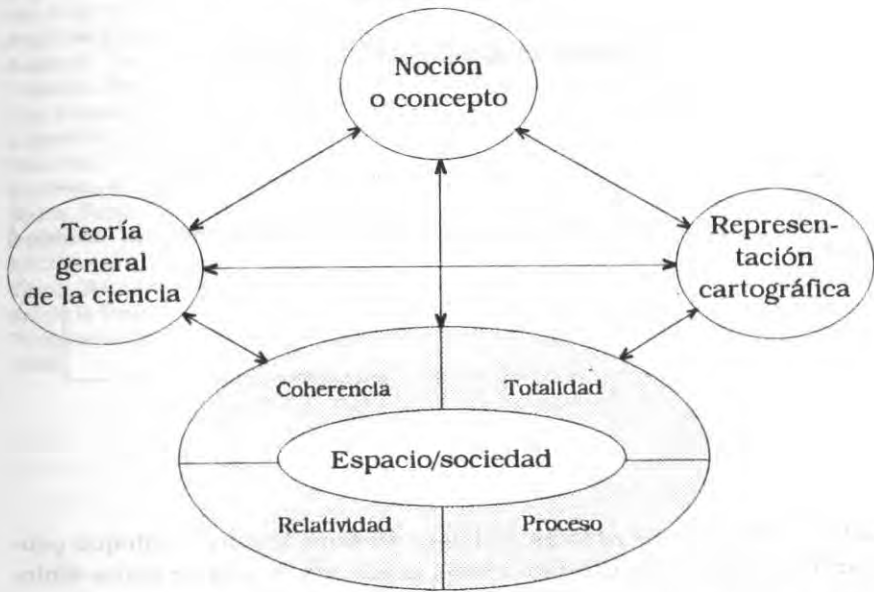 Noción
o concepto
Teoría
general
de la ciencia
Represen-
tación
cartográfica
Coherencia
Totalidad
Espacio/sociedad
Relatividad
Proceso